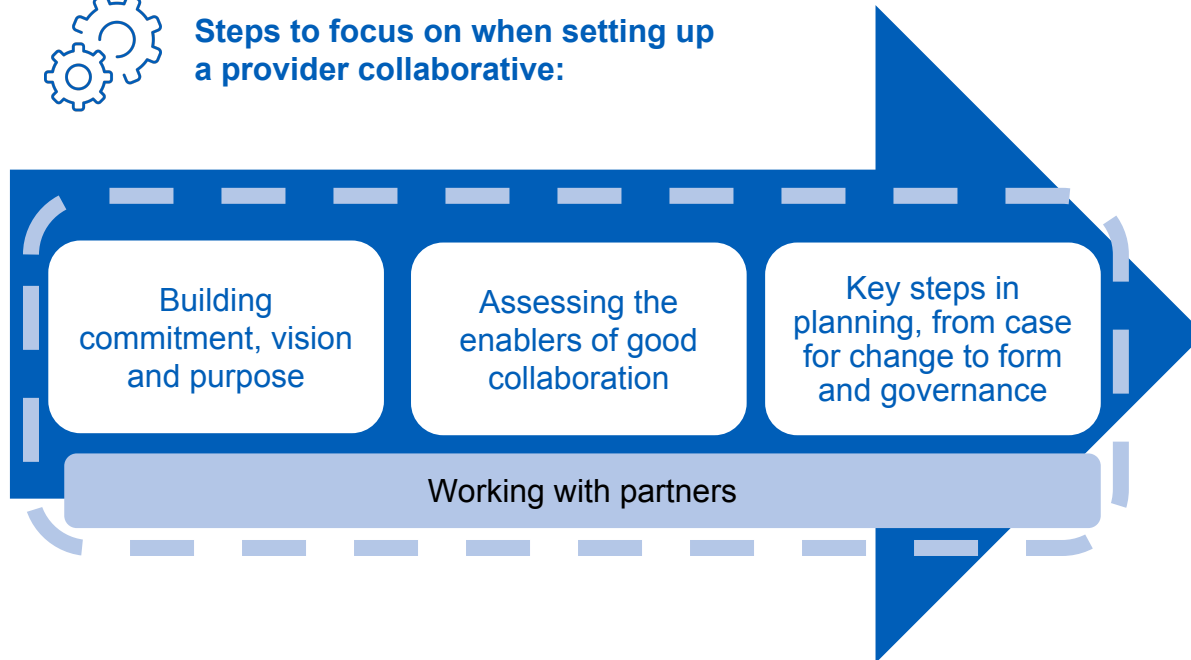 Steps to focus on when setting up
a provider collaborative:
Building
commitment, vision
and purpose
Assessing the
enablers of good
collaboration
Key steps in
planning, from case
for change to form
and governance
Working with partners